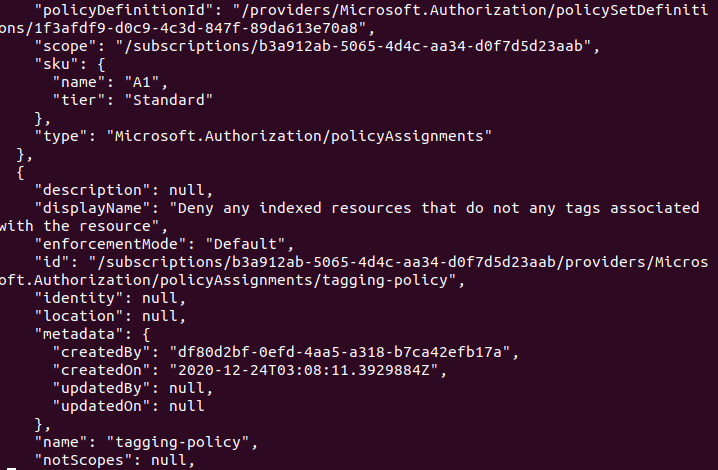 "policyDefinitionId": "/providers/Microsoft.Authorization/policySetDefiniti
ons/1f3afdf9-d0c9-4c3d-847f-89da613e70a8",
    "scope": "/subscriptions/b3a912ab-5065-4d4c-aa34-d0f7d5d23aab",
    "sku": {
      "name": "A1",
      "tier": "Standard"
    },
    "type": "Microsoft.Authorization/policyAssignments"
  },
  {
    "description": null,
    "displayName": "Deny any indexed resources that do not any tags associated
with the resource",
    "enforcementMode": "Default",
    "id": "/subscriptions/b3a912ab-5065-4d4c-aa34-d0f7d5d23aab/providers/Micros
oft.Authorization/policyAssignments/tagging-policy",
    "identity": null,
    "location": null,
    "metadata": {
      "createdBy": "df80d2bf-0efd-4aa5-a318-b7ca42efb17a",
      "createdOn": "2020-12-24T03:08:11.3929884Z",
      "updatedBy": null,
      "updatedOn": null
    },
    "name": "tagging-policy",
    "notScopes": null,